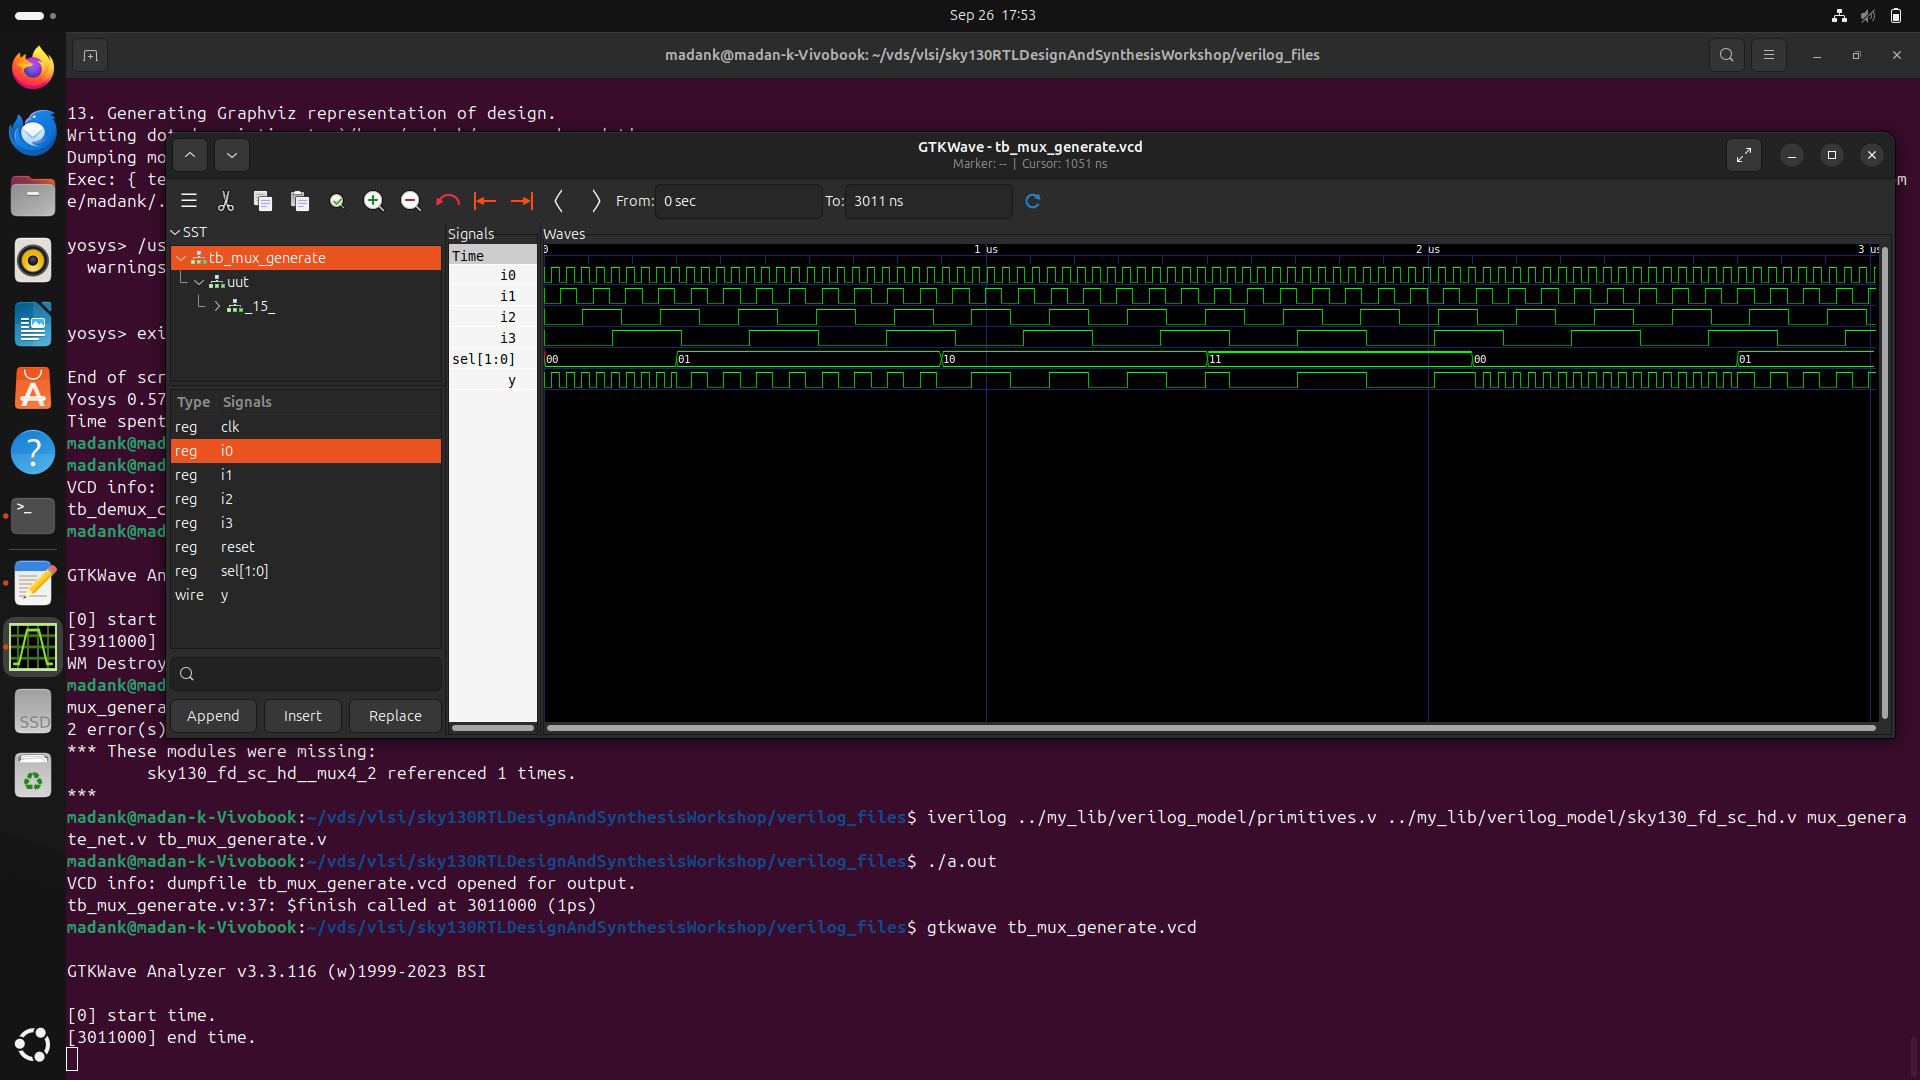 Sep 26 17:53
madank@madan-k-Vivobook: ~/vds/vlsi/sky130RTLDesignAndSynthesisWorkshop/verilog_files
13. Generating Graphviz representation of design.
Writing dot
Dumping mo
Exec: { te
m
e/madank/.
yosys> /us
warnings
yosys> exi
End of scr
Yosys 0.57
Time spent
madank@mad
madank@mad
VCD info:
tb_demux_c
madank@mad
GTKWave An
[0] start
[3911000]
WM Destroy
madank@mad
mux_genera
2 error(s)
GTKWave - tb_mux_generate.vcd
Marker: -- | Cursor: 1051 ns
From: 0 sec To: 3011 ns
SST
tb_mux_generate
uut
_15_
Type Signals
reg clk
reg i0
reg i1
reg i2
reg i3
reg reset
reg sel[1:0]
wire y
Append Insert Replace
Signals
Time
i0
i1
i2
i3
sel[1:0]
y
Waves
0 1 us 2 us 3 us
00 01 10 11 00 01
*** These modules were missing:
sky130_fd_sc_hd__mux4_2 referenced 1 times.
***
madank@madan-k-Vivobook:~/vds/vlsi/sky130RTLDesignAndSynthesisWorkshop/verilog_files$ iverilog ../my_lib/verilog_model/primitives.v ../my_lib/verilog_model/sky130_fd_sc_hd.v mux_genera
te_net.v tb_mux_generate.v
madank@madan-k-Vivobook:~/vds/vlsi/sky130RTLDesignAndSynthesisWorkshop/verilog_files$ ./a.out
VCD info: dumpfile tb_mux_generate.vcd opened for output.
tb_mux_generate.v:37: $finish called at 3011000 (1ps)
madank@madan-k-Vivobook:~/vds/vlsi/sky130RTLDesignAndSynthesisWorkshop/verilog_files$ gtkwave tb_mux_generate.vcd
GTKWave Analyzer v3.3.116 (w)1999-2023 BSI
[0] start time.
[3011000] end time.
SSD